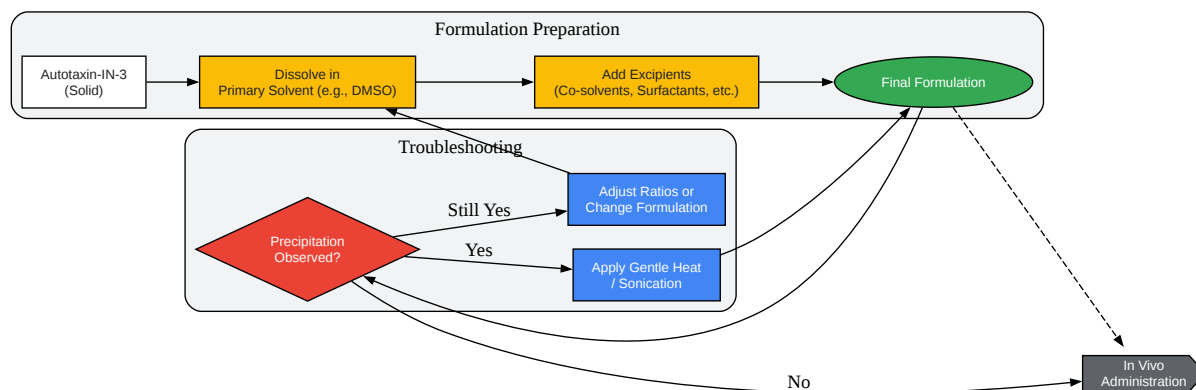 Formulation Preparation
Autotaxin-IN-3
(Solid)
Dissolve in
Primary Solvent (e.g., DMSO)
Add Excipients
(Co-solvents, Surfactants, etc.)
Final Formulation
Troubleshooting
Adjust Ratios or
Change Formulation
Still Yes
Precipitation
Observed?
Yes
Apply Gentle Heat
/ Sonication
No
In Vivo
Administration